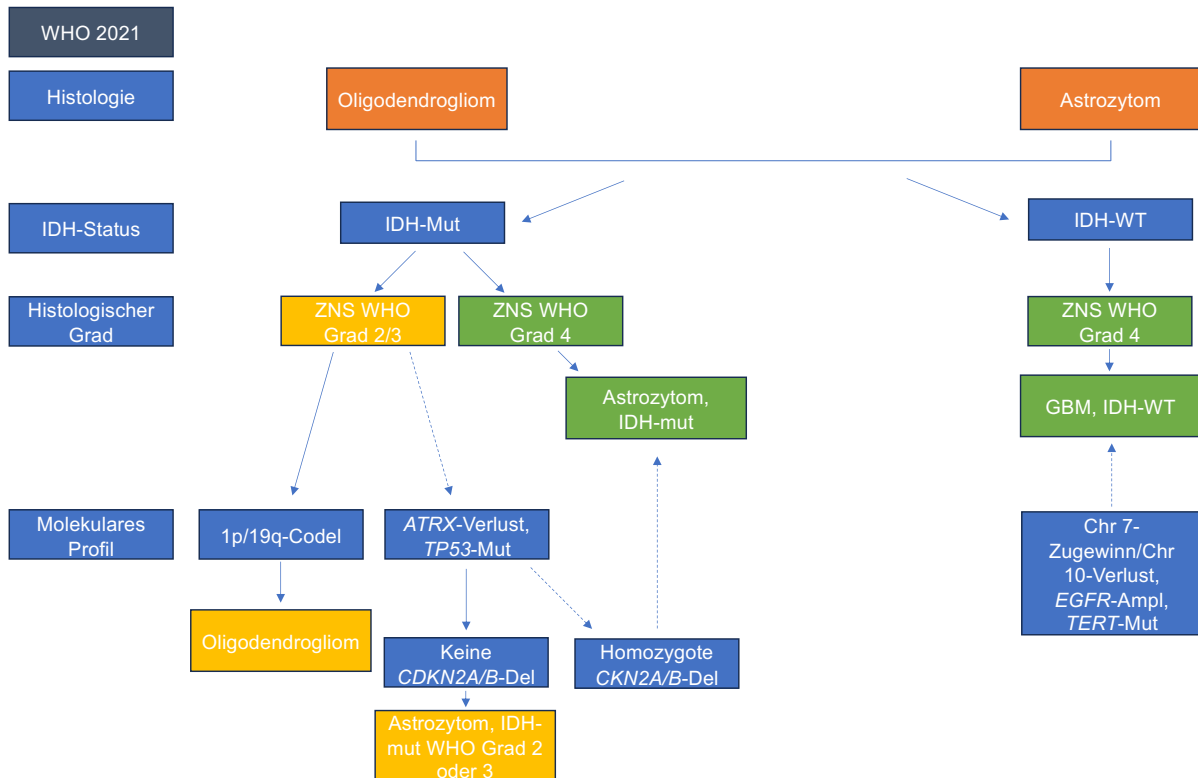 WHO 2021
Histologie
Oligodendrogliom
Astrozytom
IDH-Status
IDH-Mut
IDH-WT
Histologischer
Grad
ZNS WHO
Grad 2/3
ZNS WHO
Grad 4
ZNS WHO
Grad 4
Astrozytom,
IDH-mut
GBM, IDH-WT
Molekulares
Profil
1p/19q-Codel
ATRX-Verlust,
TP53-Mut
Chr 7-
Zugewinn/Chr
10-Verlust,
EGFR-Ampl,
TERT-Mut
Oligodendrogliom
Keine
CDKN2A/B-Del
Homozygote
CKN2A/B-Del
Astrozytom, IDH-
mut WHO Grad 2
oder 3